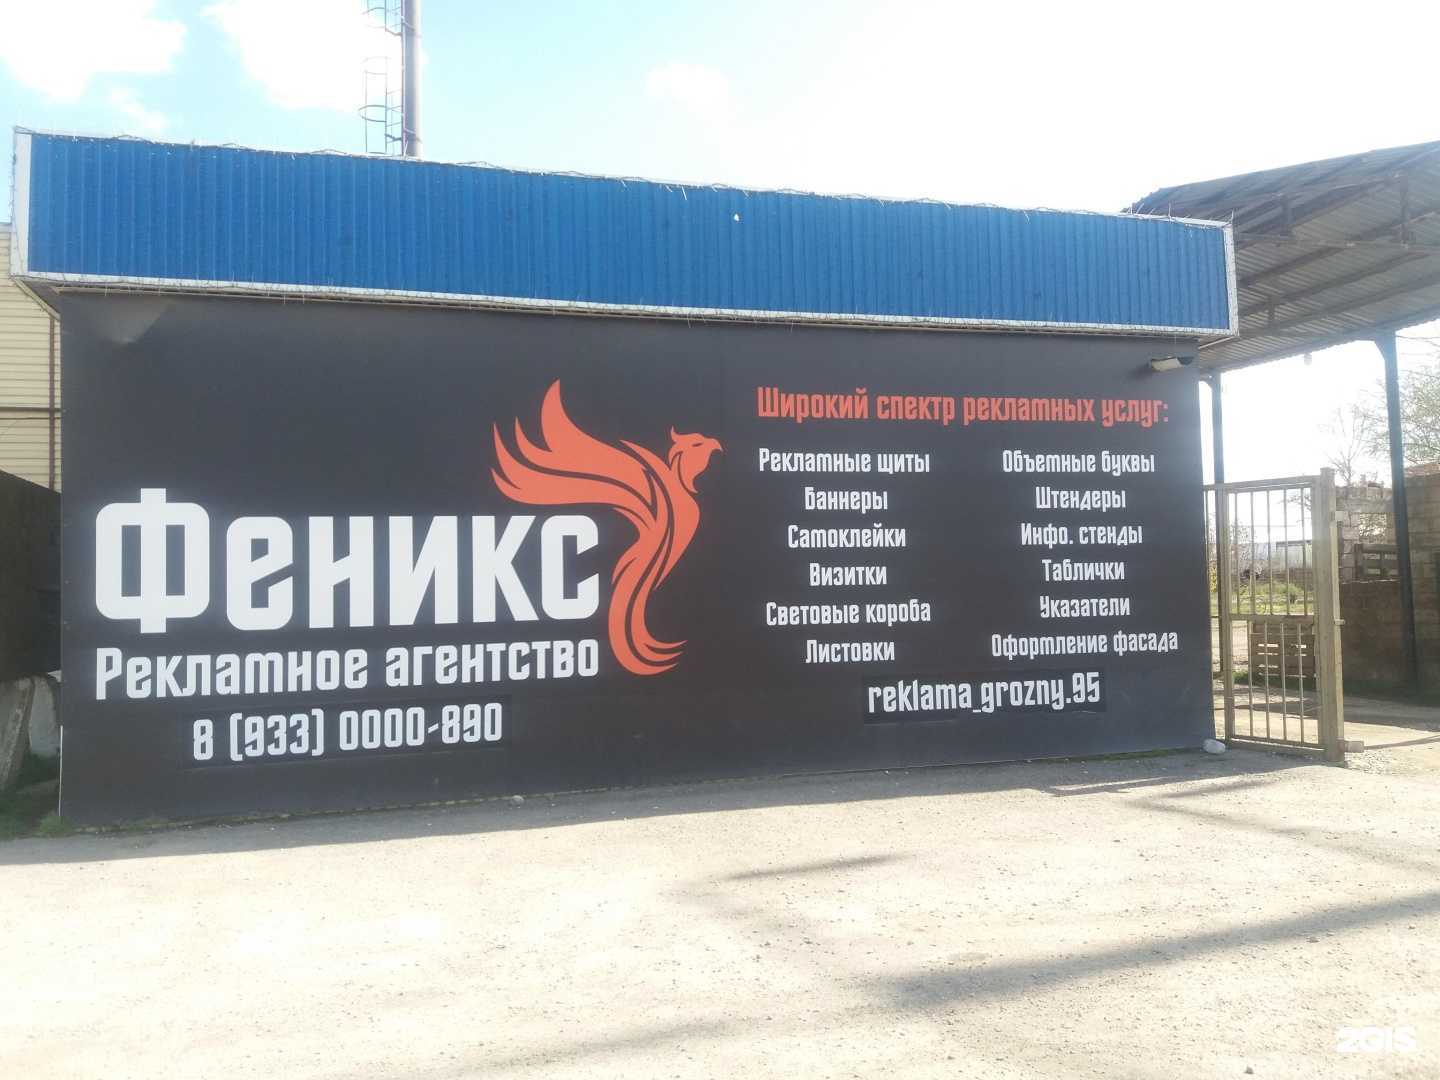 Феникс
Рекламное агентство
8 (933) 0000-890
Широкий спектр рекламных услуг:
Рекламные щиты
Баннеры
Самоклейки
Визитки
Световые короба
Листовки
Объемные буквы
Штендеры
Инфо. стенды
Таблички
Указатели
Оформление фасада
reklama_grozny.95
2GIS